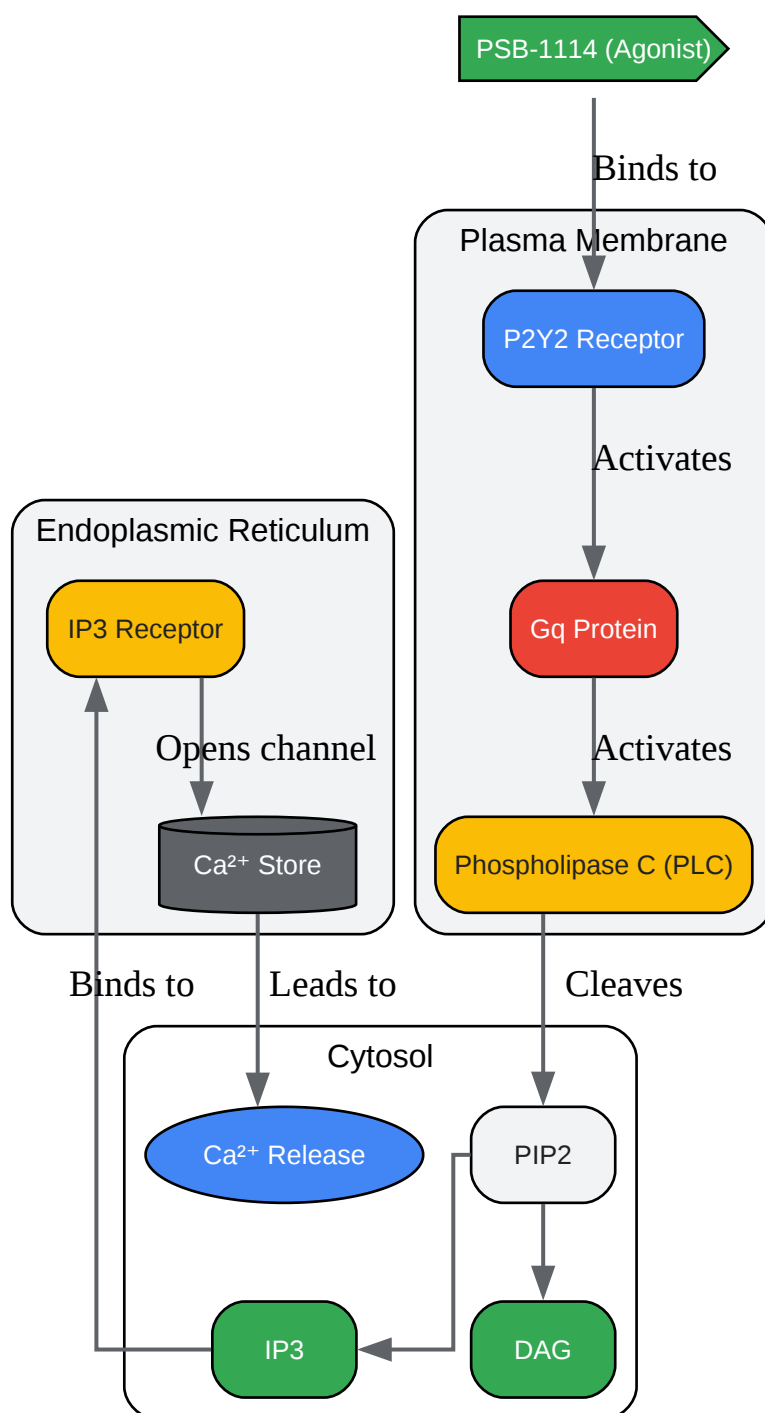 PSB-1114 (Agonist)
Binds to
Plasma Membrane
P2Y2 Receptor
Activates
Endoplasmic Reticulum
IP3 Receptor
Gq Protein
Opens channel
Activates
Ca²⁺ Store
Phospholipase C (PLC)
Binds to
Leads to
Cleaves
Cytosol
Ca²⁺ Release
PIP2
IP3
DAG